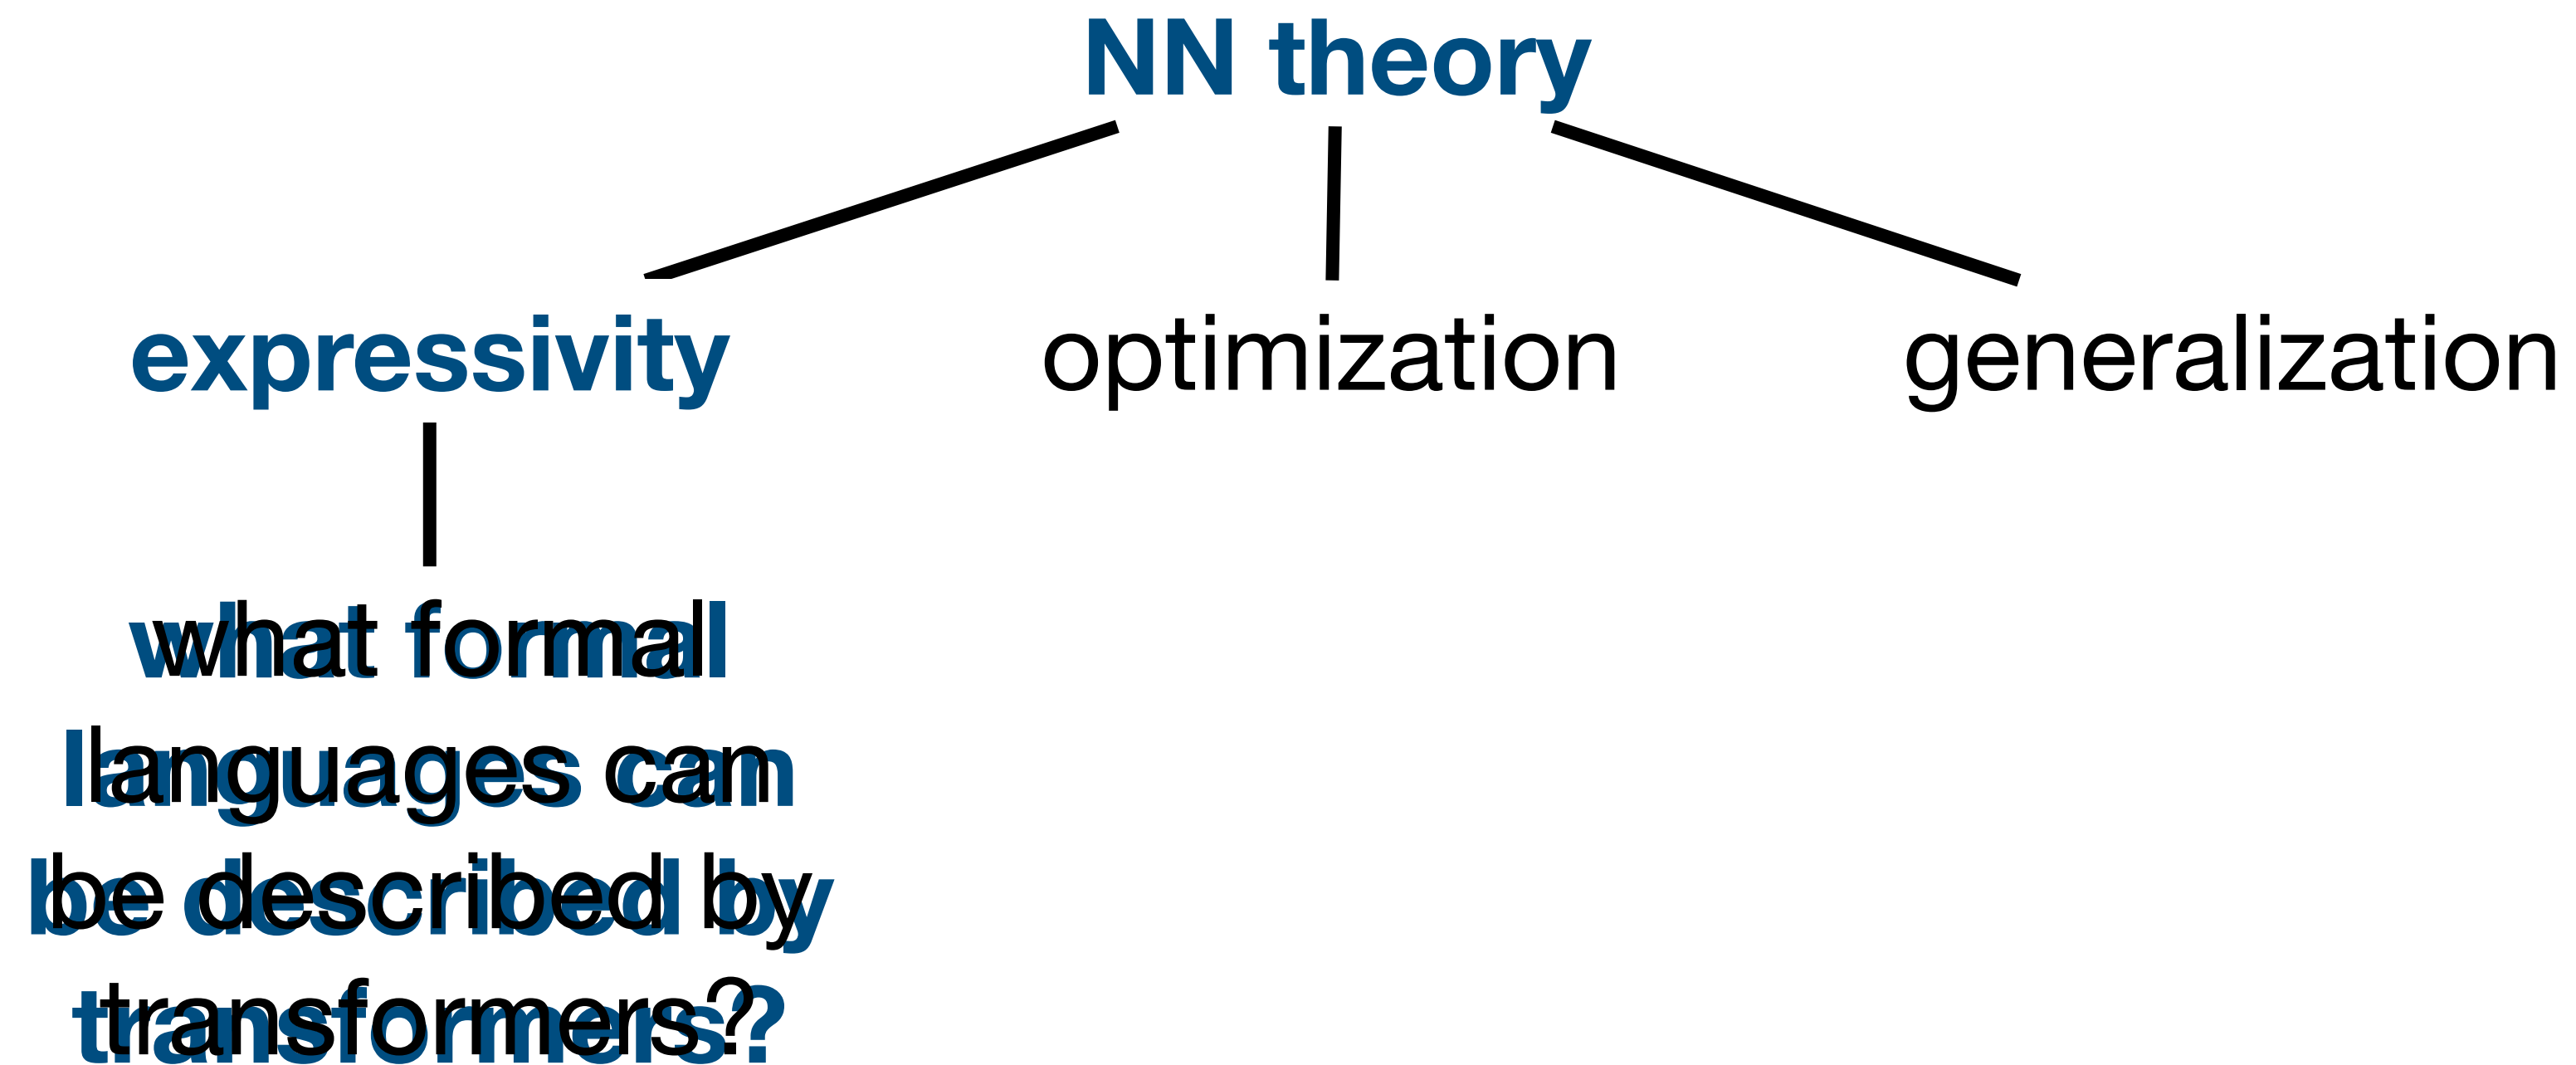 NN theory
expressivity
optimization
generalization
what formal
languages can
be described by
transformers?